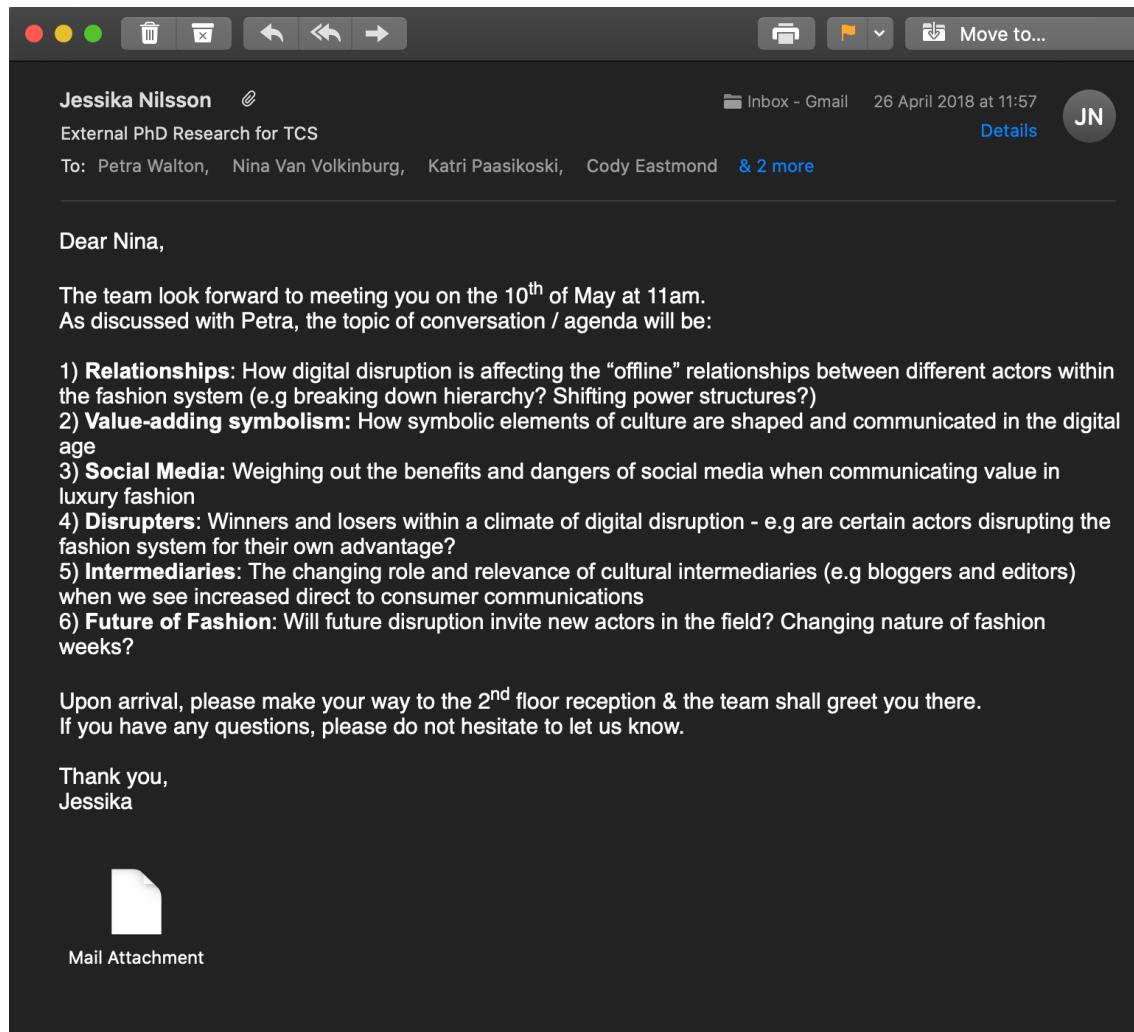 Move to...
Jessika Nilsson
Inbox - Gmail 26 April 2018 at 11:57
JN
External PhD Research for TCS
Details
To: Petra Walton, Nina Van Volkinburg, Katri Paasikoski, Cody Eastmond & 2 more
Dear Nina,
The team look forward to meeting you on the 10th of May at 11am.
As discussed with Petra, the topic of conversation / agenda will be:
1) Relationships: How digital disruption is affecting the “offline” relationships between different actors within
the fashion system (e.g breaking down hierarchy? Shifting power structures?)
2) Value-adding symbolism: How symbolic elements of culture are shaped and communicated in the digital
age
3) Social Media: Weighing out the benefits and dangers of social media when communicating value in
luxury fashion
4) Disrupters: Winners and losers within a climate of digital disruption - e.g are certain actors disrupting the
fashion system for their own advantage?
5) Intermediaries: The changing role and relevance of cultural intermediaries (e.g bloggers and editors)
when we see increased direct to consumer communications
6) Future of Fashion: Will future disruption invite new actors in the field? Changing nature of fashion
weeks?
Upon arrival, please make your way to the 2nd floor reception & the team shall greet you there.
If you have any questions, please do not hesitate to let us know.
Thank you,
Jessika
Mail Attachment